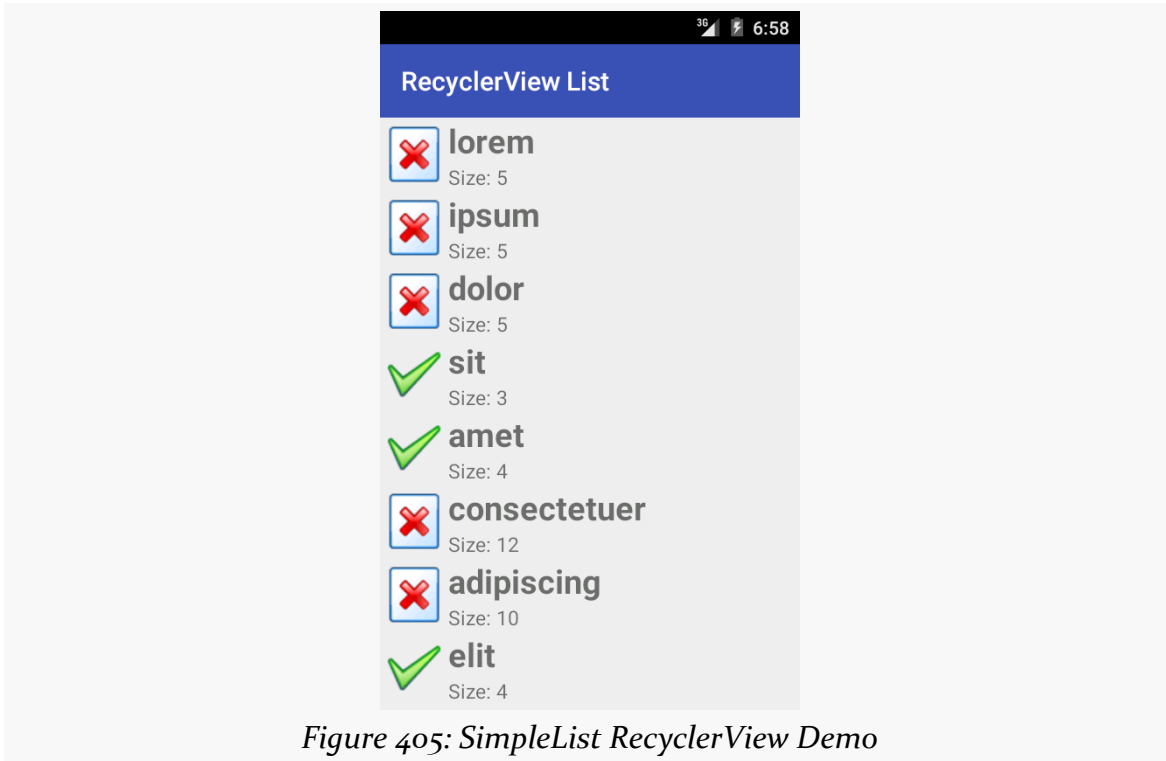 3G 6:58
RecyclerView List
lorem
Size: 5
ipsum
Size: 5
dolor
Size: 5
sit
Size: 3
amet
Size: 4
consectetuer
Size: 12
adipiscing
Size: 10
elit
Size: 4
Figure 405: SimpleList RecyclerView Demo